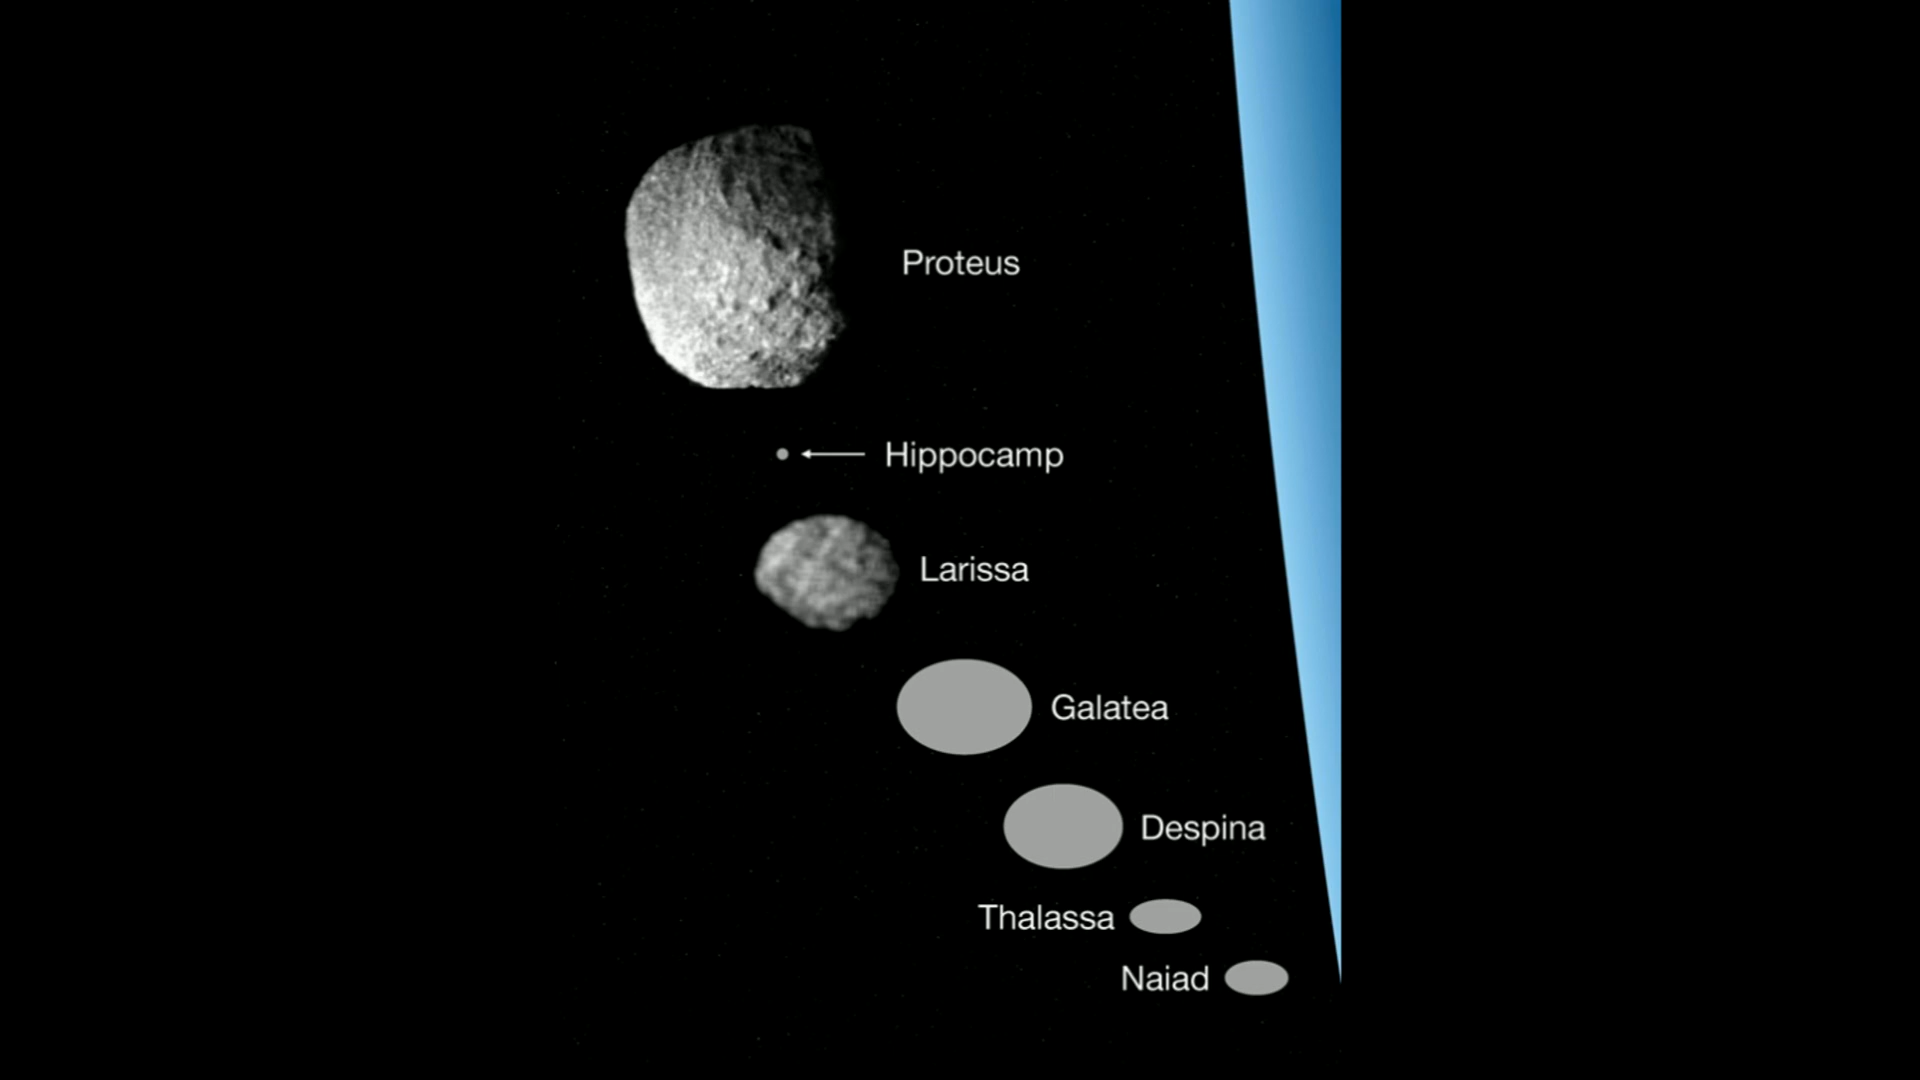 Proteus
Hippocamp
Larissa
Galatea
Despina
Thalassa
Naiad